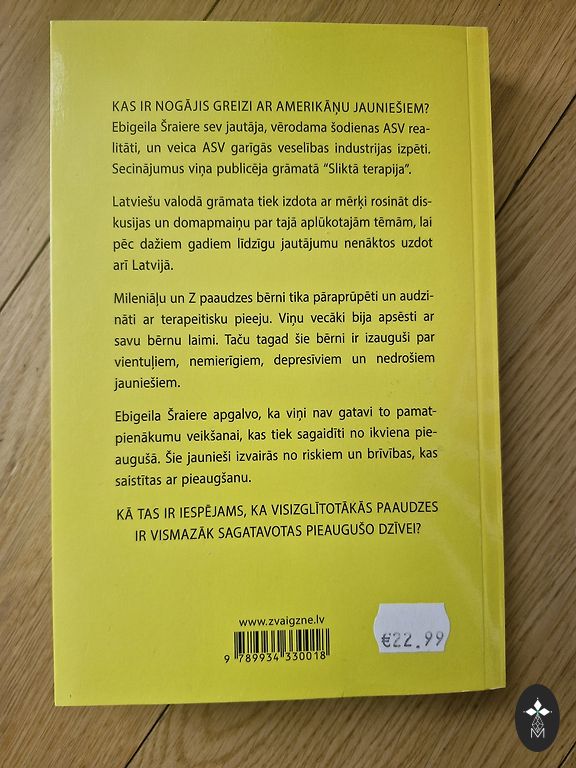 KAS IR NOGĀJIS GREIZI AR AMERIKĀŅU JAUNIEŠIEM?
Ebigeila Šraiere sev jautāja, vērodama šodienas ASV rea-
litāti, un veica ASV garīgās veselības industrijas izpēti.
Secinājumus viņa publicēja grāmatā "Sliktā terapija".
Latviešu valodā grāmata tiek izdota ar mērķi rosināt dis-
kusijas un domapmaiņu par tajā aplūkotajām tēmām, lai
pēc dažiem gadiem līdzīgu jautājumu nenāktos uzdot
arī Latvijā.
Mileniāļu un Z paaudzes bērni tika pāraprūpēti un audzi-
nāti ar terapeitisku pieeju. Viņu vecāki bija apsēsti ar
savu bērnu laimi. Taču tagad šie bērni ir izauguši par
vientuļiem, nemierīgiem, depresīviem un nedrošiem
jauniešiem.
Ebigeila Šraiere apgalvo, ka viņi nav gatavi to pamat-
pienākumu veikšanai, kas tiek sagaidīti no ikviena pie-
augušā. Šie jaunieši izvairās no riskiem un brīvības, kas
saistītas ar pieaugšanu.
KĀ TAS IR IESPĒJAMS, KA VISIZGLĪTOTĀKĀS PAAUDZES
IR VISMAZĀK SAGATAVOTAS PIEAUGUŠO DZĪVEI?
www.zvaigzne.lv
€22.99
9 789934 330018
M